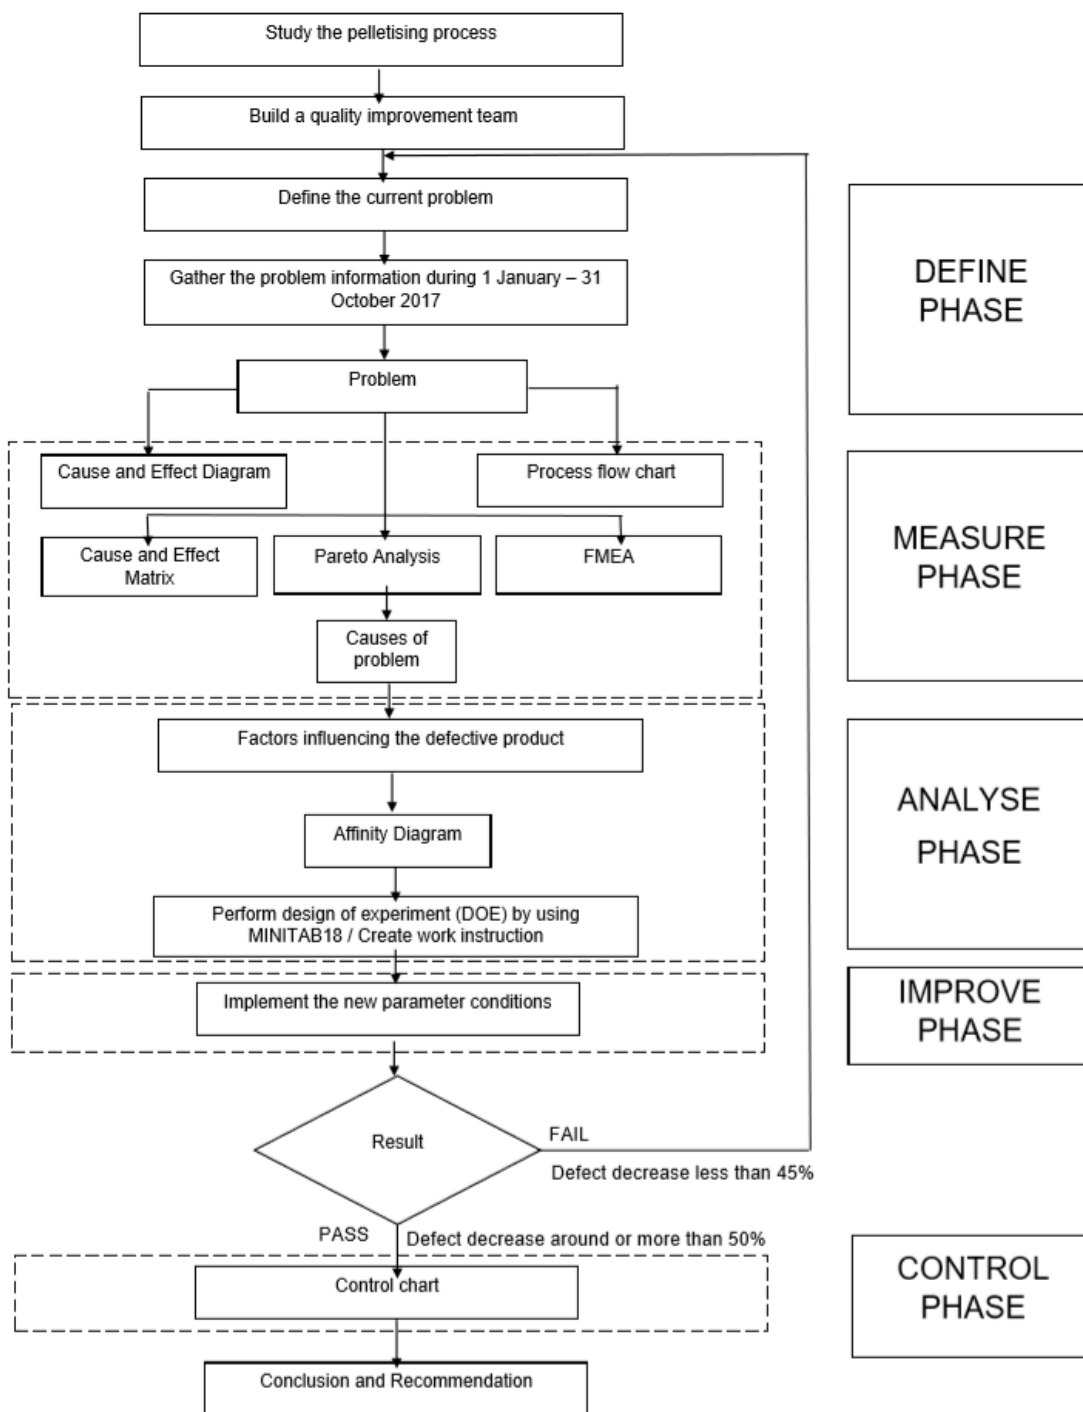 Study the pelletising process
Build a quality improvement team
Define the current problem
Gather the problem information during 1 January – 31
October 2017
DEFINE
PHASE
Problem
Cause and Effect Diagram
Process flow chart
Cause and Effect
Matrix
Pareto Analysis
FMEA
MEASURE
PHASE
Causes of
problem
Factors influencing the defective product
Affinity Diagram
ANALYSE
PHASE
Perform design of experiment (DOE) by using
MINITAB18 / Create work instruction
Implement the new parameter conditions
IMPROVE
PHASE
Result
FAIL
Defect decrease less than 45%
PASS
Defect decrease around or more than 50%
Control chart
CONTROL
PHASE
Conclusion and Recommendation